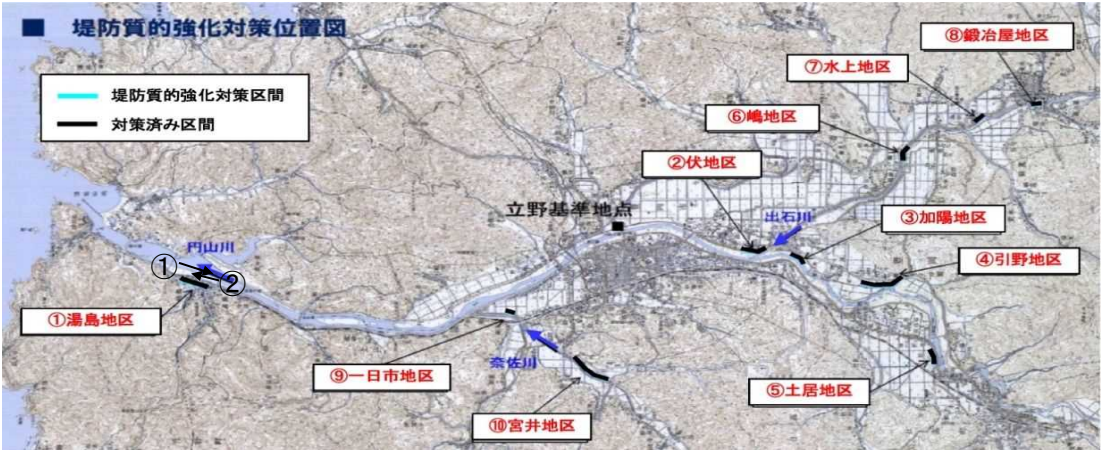 ■ 堤防質的強化対策位置図
堤防質的強化対策区間
対策済み区間
⑧鍛冶屋地区
⑦水上地区
⑥嶋地区
②伏地区
立野基準地点
出石川
③加陽地区
④引野地区
円山川
①
②
①湯島地区
⑨一日市地区
奈佐川
⑤土居地区
⑩宮井地区